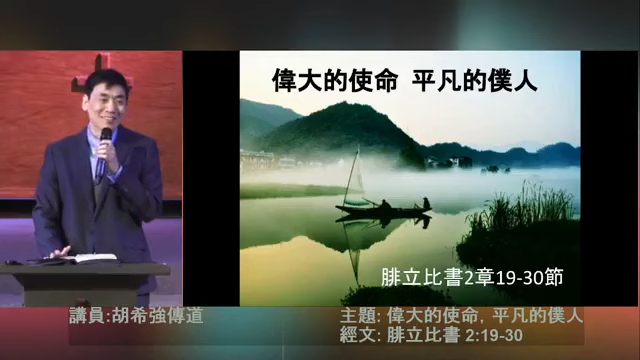 偉大的使命 平凡的僕人
腓立比書2章19-30節
講員:胡希強傳道
主題: 偉大的使命, 平凡的僕人
經文: 腓立比書 2:19-30